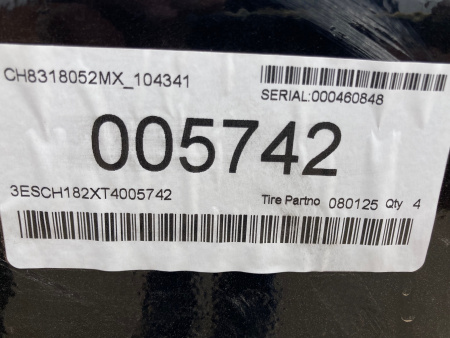 CH8318052MX_104341
SERIAL:000460848
005742
3ESCH182XT4005742
Tire Partno 080125 Qty 4